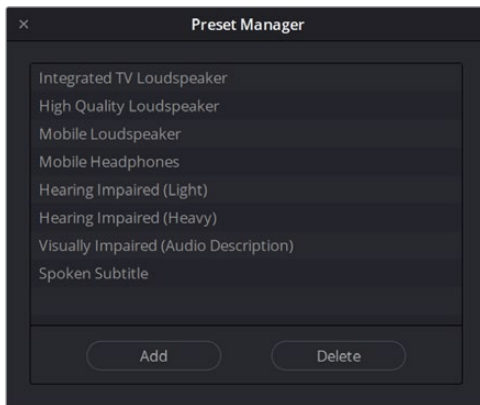 Preset Manager
Integrated TV Loudspeaker
High Quality Loudspeaker
Mobile Loudspeaker
Mobile Headphones
Hearing Impaired (Light)
Hearing Impaired (Heavy)
Visually Impaired (Audio Description)
Spoken Subtitle
Add Delete